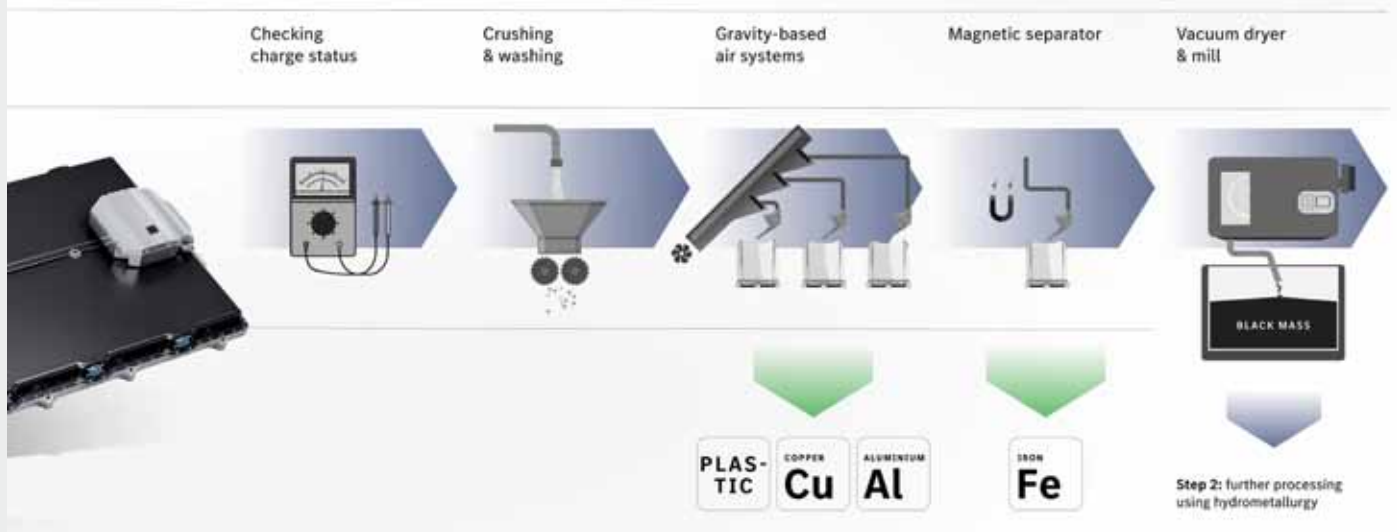 Checking
charge status
Crushing
& washing
Gravity-based
air systems
Magnetic separator
Vacuum dryer
& mill
BLACK MASS
PLAS-
TIC
COPPER
Cu
ALUMINIUM
Al
IRON
Fe
Step 2: further processing
using hydrometallurgy